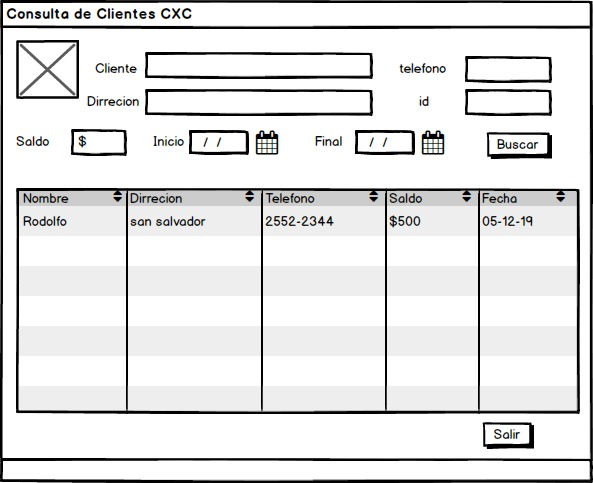 Consulta de Clientes CXC
Cliente telefono
Dirrecion id
Saldo $ Inicio / / Final / / Buscar
Nombre Dirrecion Telefono Saldo Fecha
Rodolfo san salvador 2552-2344 $500 05-12-19
Salir